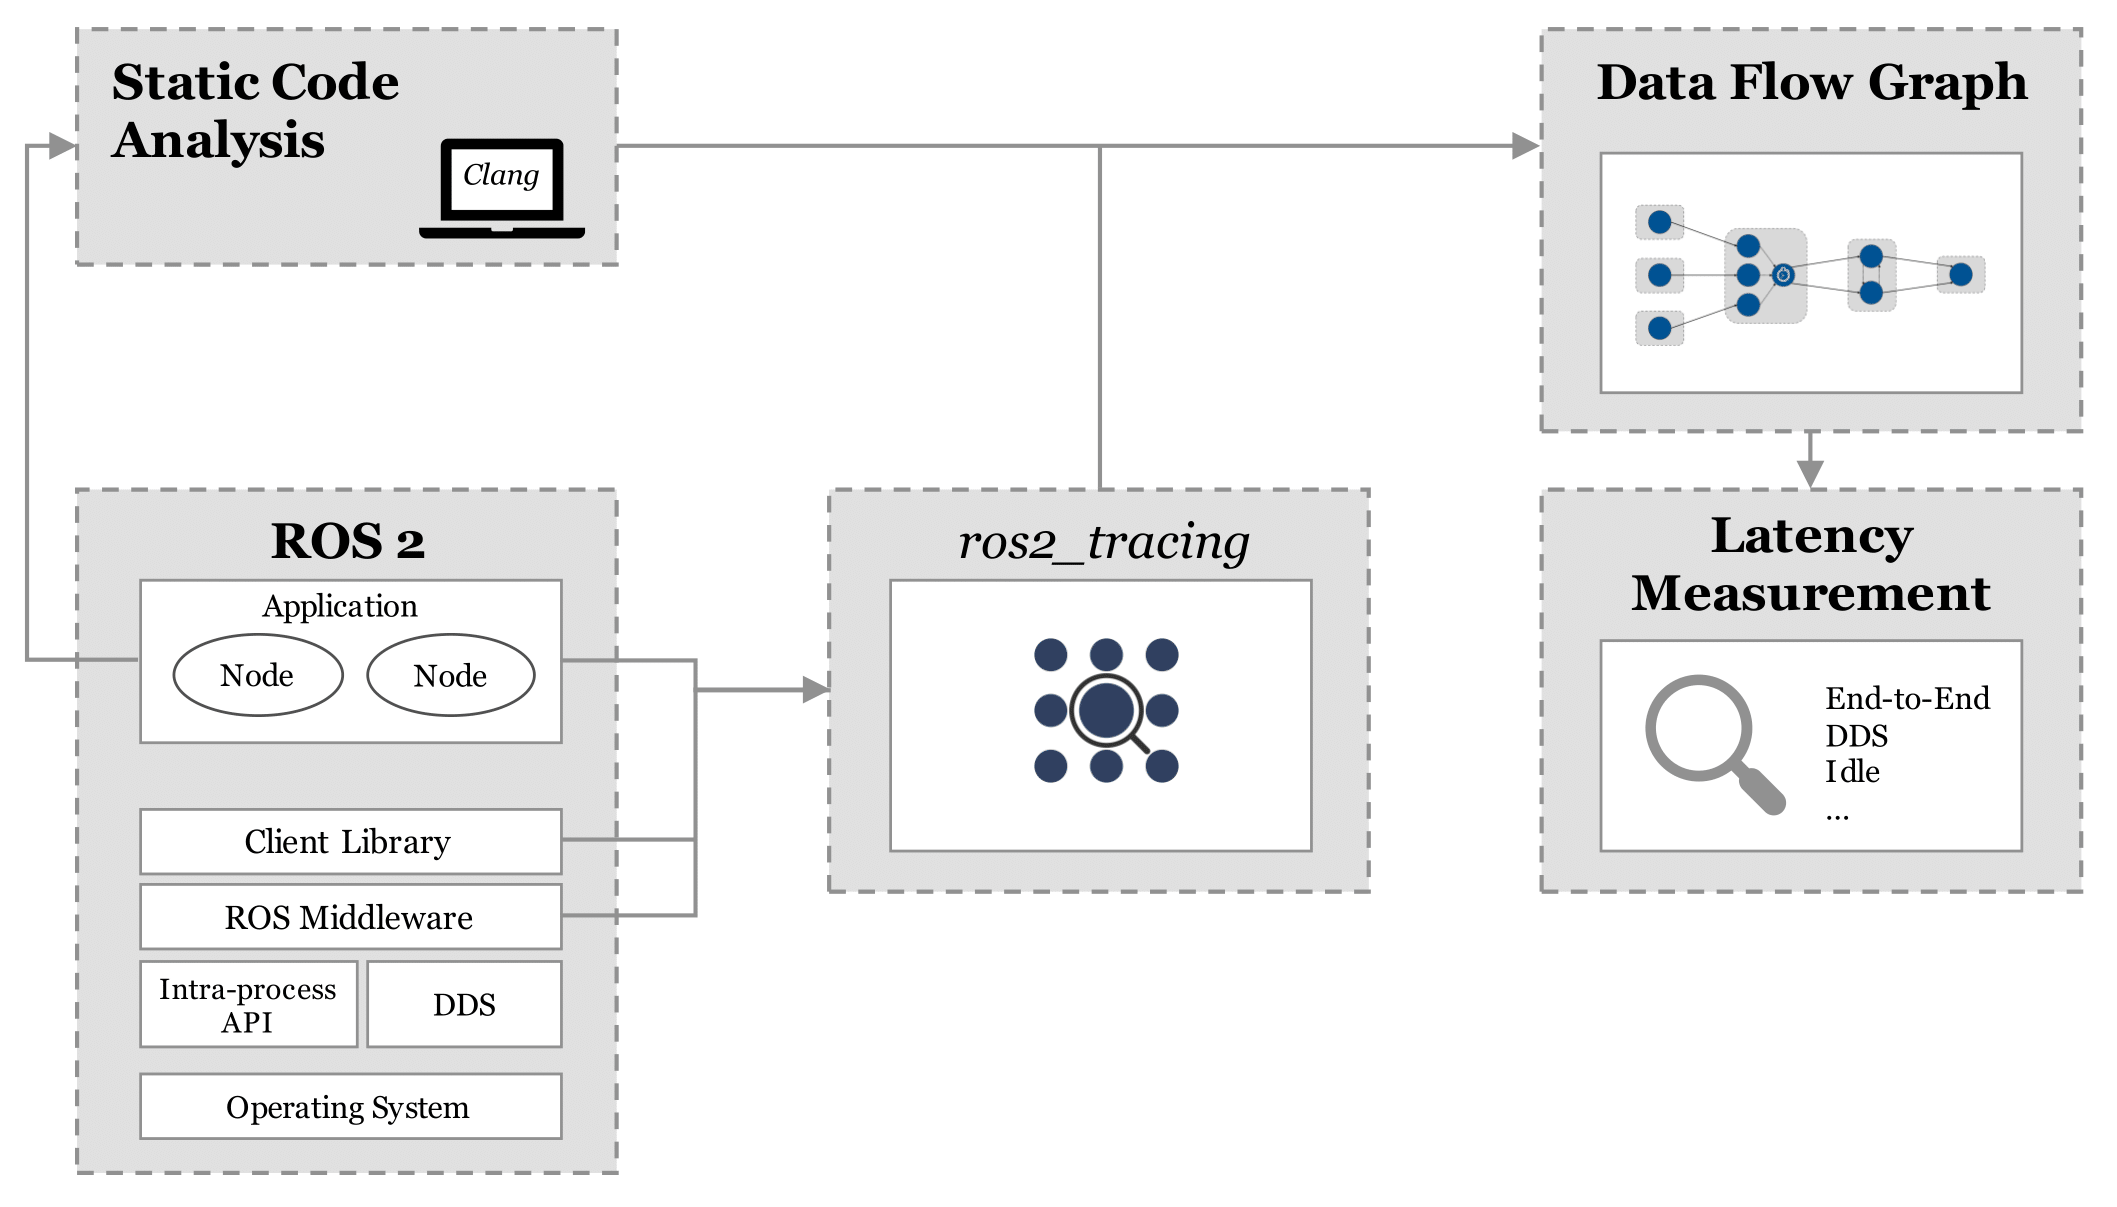 Static Code
Analysis
Clang
Data Flow Graph
ROS 2
Application
Node
Node
Client Library
ROS Middleware
Intra-process
API
DDS
Operating System
ros2_tracing
Latency
Measurement
End-to-End
DDS
Idle
...